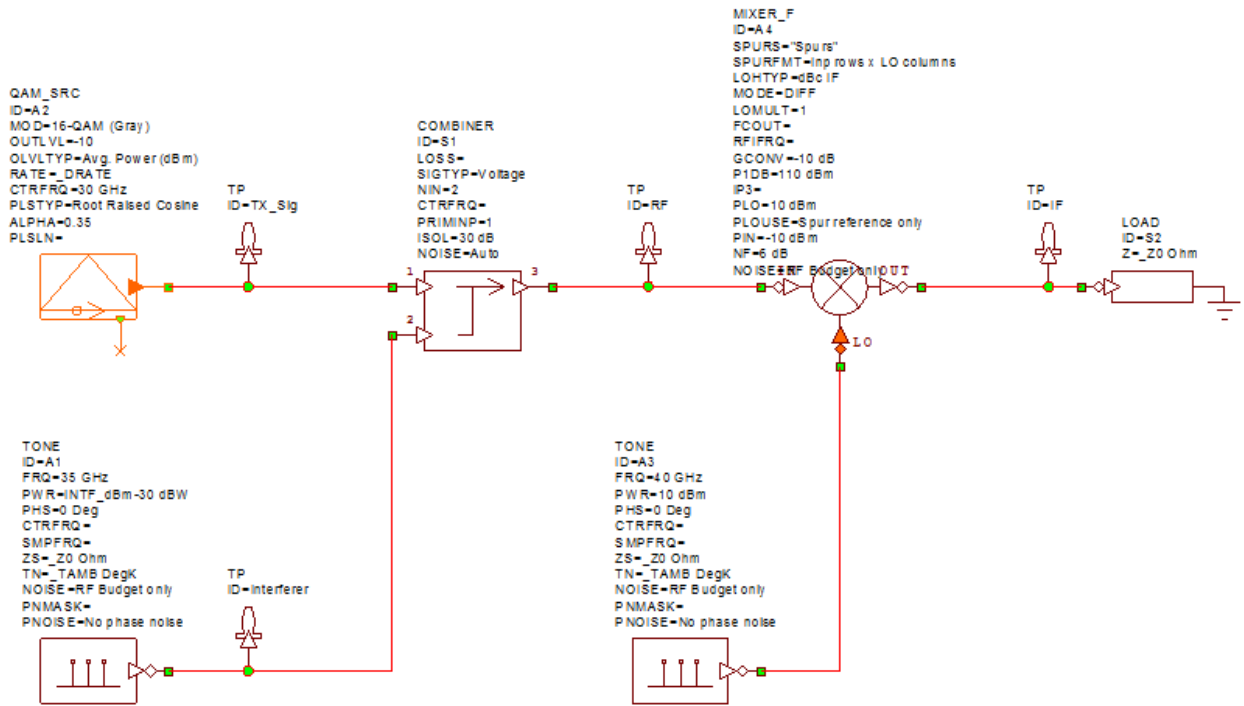 MIXER_F
ID=A4
SPURS="Spurs"
SPURFMT=Inp rows x LO columns
LOHTYP=dBc IF
MODE=DIFF
LOMULT=1
FCOUT=
RFIFRQ=
GCONV=-10 dB
P1DB=110 dBm
IP3=
PLO=10 dBm
PLOUSE=Spur reference only
PIN=-10 dBm
NF=6 dB
NOISE=RF Budget only
IN
OUT
LO
QAM_SRC
ID=A2
MOD=16-QAM (Gray)
OUTLVL=-10
OLVLTYP=Avg. Power (dBm)
RATE=_DRATE
CTRFRQ=30 GHz
PLSTYP=Root Raised Cosine
ALPHA=0.35
PLSLN=
TP
ID=TX_Sig
COMBINER
ID=S1
LOSS=
SIGTYP=Voltage
NIN=2
CTRFRQ=
PRIMINP=1
ISOL=30 dB
NOISE=Auto
1
2
3
TP
ID=RF
TP
ID=IF
LOAD
ID=S2
Z=_Z0 Ohm
TONE
ID=A1
FRQ=35 GHz
PWR=INTF_dBm-30 dBW
PHS=0 Deg
CTRFRQ=
SMPFRQ=
ZS=_Z0 Ohm
TN=_TAMB DegK
NOISE=RF Budget only
PNMASK=
PNOISE=No phase noise
TP
ID=Interferer
TONE
ID=A3
FRQ=40 GHz
PWR=10 dBm
PHS=0 Deg
CTRFRQ=
SMPFRQ=
ZS=_Z0 Ohm
TN=_TAMB DegK
NOISE=RF Budget only
PNMASK=
PNOISE=No phase noise